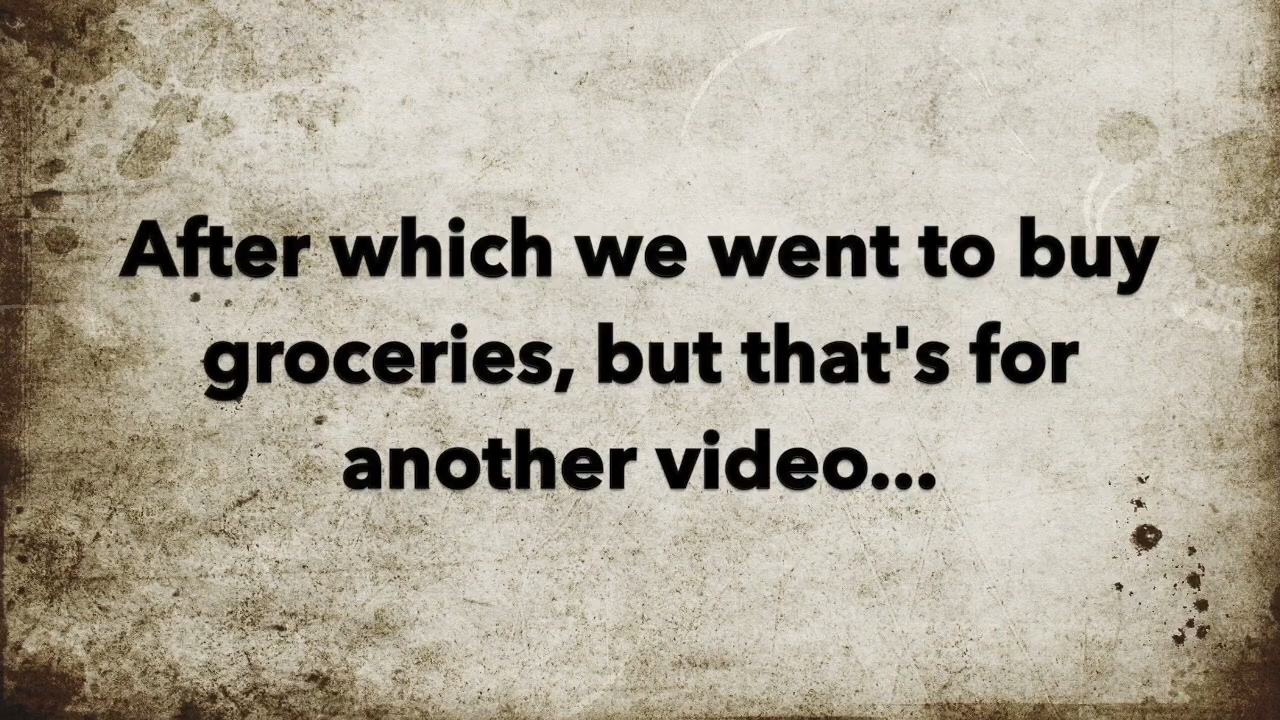 After which we went to buy
groceries, but that's for
another video...